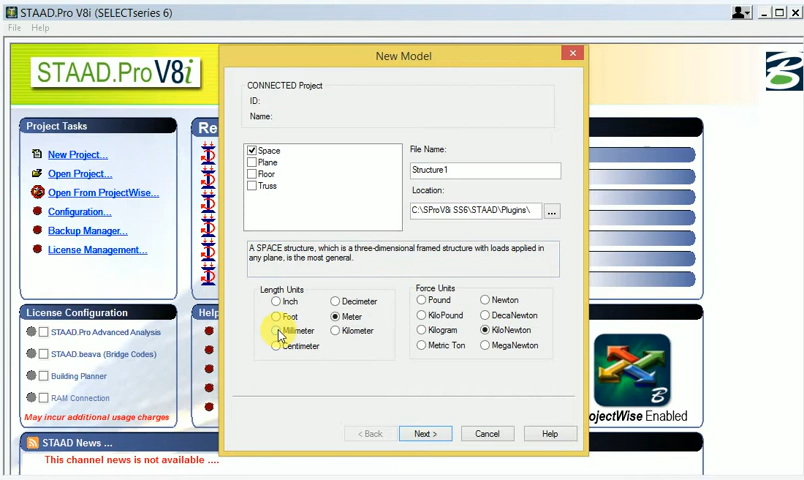 STAAD.Pro V8i (SELECTseries 6)
File Help
STAAD.Pro V8i
New Model
CONNECTED Project
ID:
Name:
Space
Plane
Floor
Truss
File Name:
Structure1
Location:
C:\SProV8i SS6\STAAD\Plugins\
...
A SPACE structure, which is a three-dimensional framed structure with loads applied in
any plane, is the most general.
Length Units
Inch
Foot
Millimeter
Centimeter
Decimeter
Meter
Kilometer
Force Units
Pound
KiloPound
Kilogram
Metric Ton
Newton
DecaNewton
KiloNewton
MegaNewton
< Back
Next >
Cancel
Help
Project Tasks
New Project...
Open Project...
Open From ProjectWise...
Configuration...
Backup Manager...
License Management...
Re
License Configuration
STAAD.Pro Advanced Analysis
STAAD.beava (Bridge Codes)
Building Planner
RAM Connection
May incur additional usage charges
Help
B
ojectWise Enabled
STAAD News ...
This channel news is not available ....